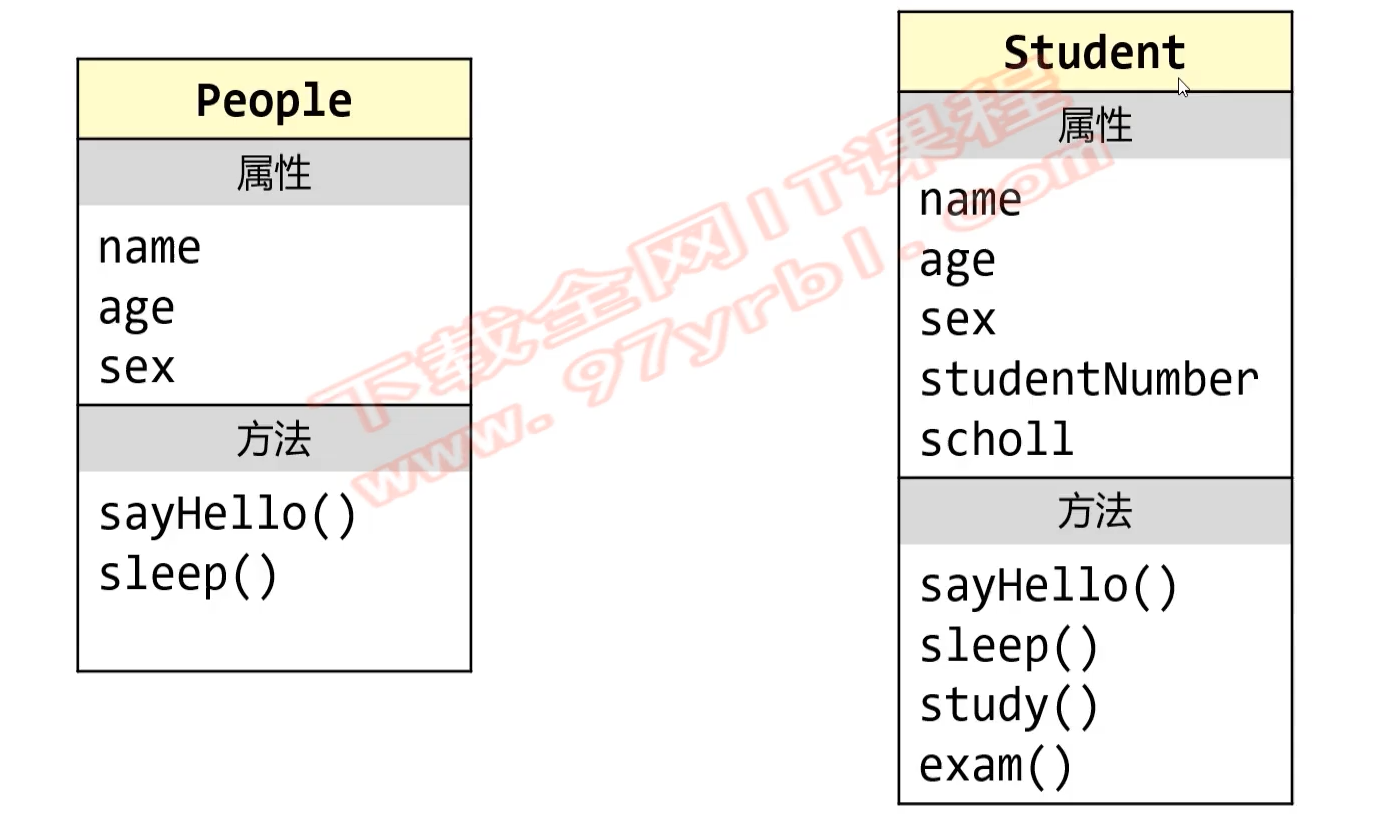 People
属性
name
age
sex
方法
sayHello()
sleep()
Student
属性
name
age
sex
studentNumber
scholl
方法
sayHello()
sleep()
study()
exam()
下载全网IT课程
www.97yrbl.com